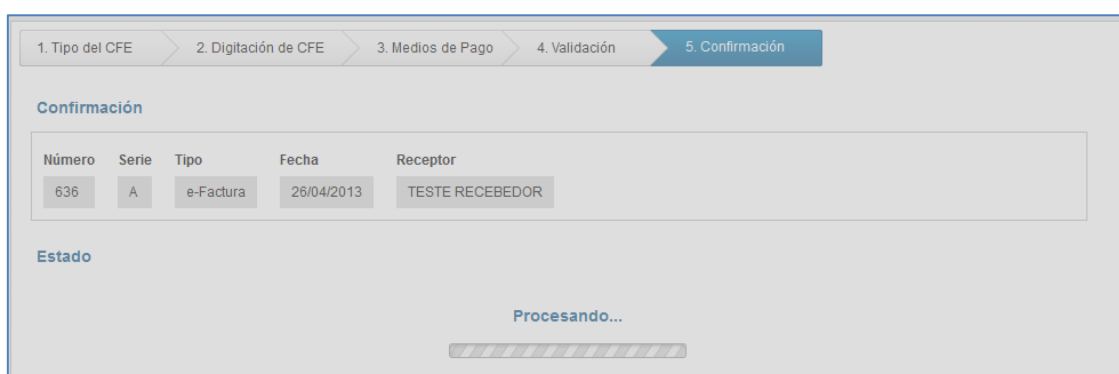 1. Tipo del CFE 2. Digitación de CFE 3. Medios de Pago 4. Validación 5. Confirmación
Confirmación
Número Serie Tipo Fecha Receptor
636 A e-Factura 26/04/2013 TESTE RECEBEDOR
Estado
Procesando...